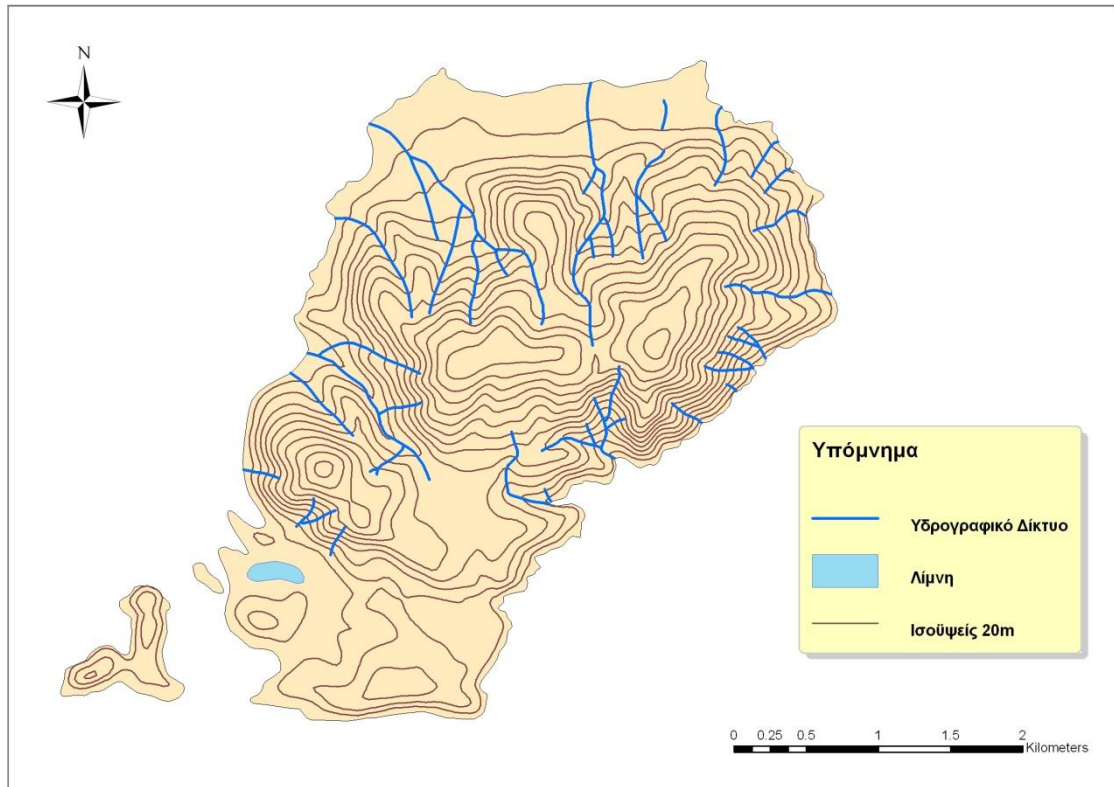 N
Υπόμνημα
Υδρογραφικό Δίκτυο
Λίμνη
Ισοϋψείς 20m
0 0.25 0.5 1 1.5 2
Kilometers